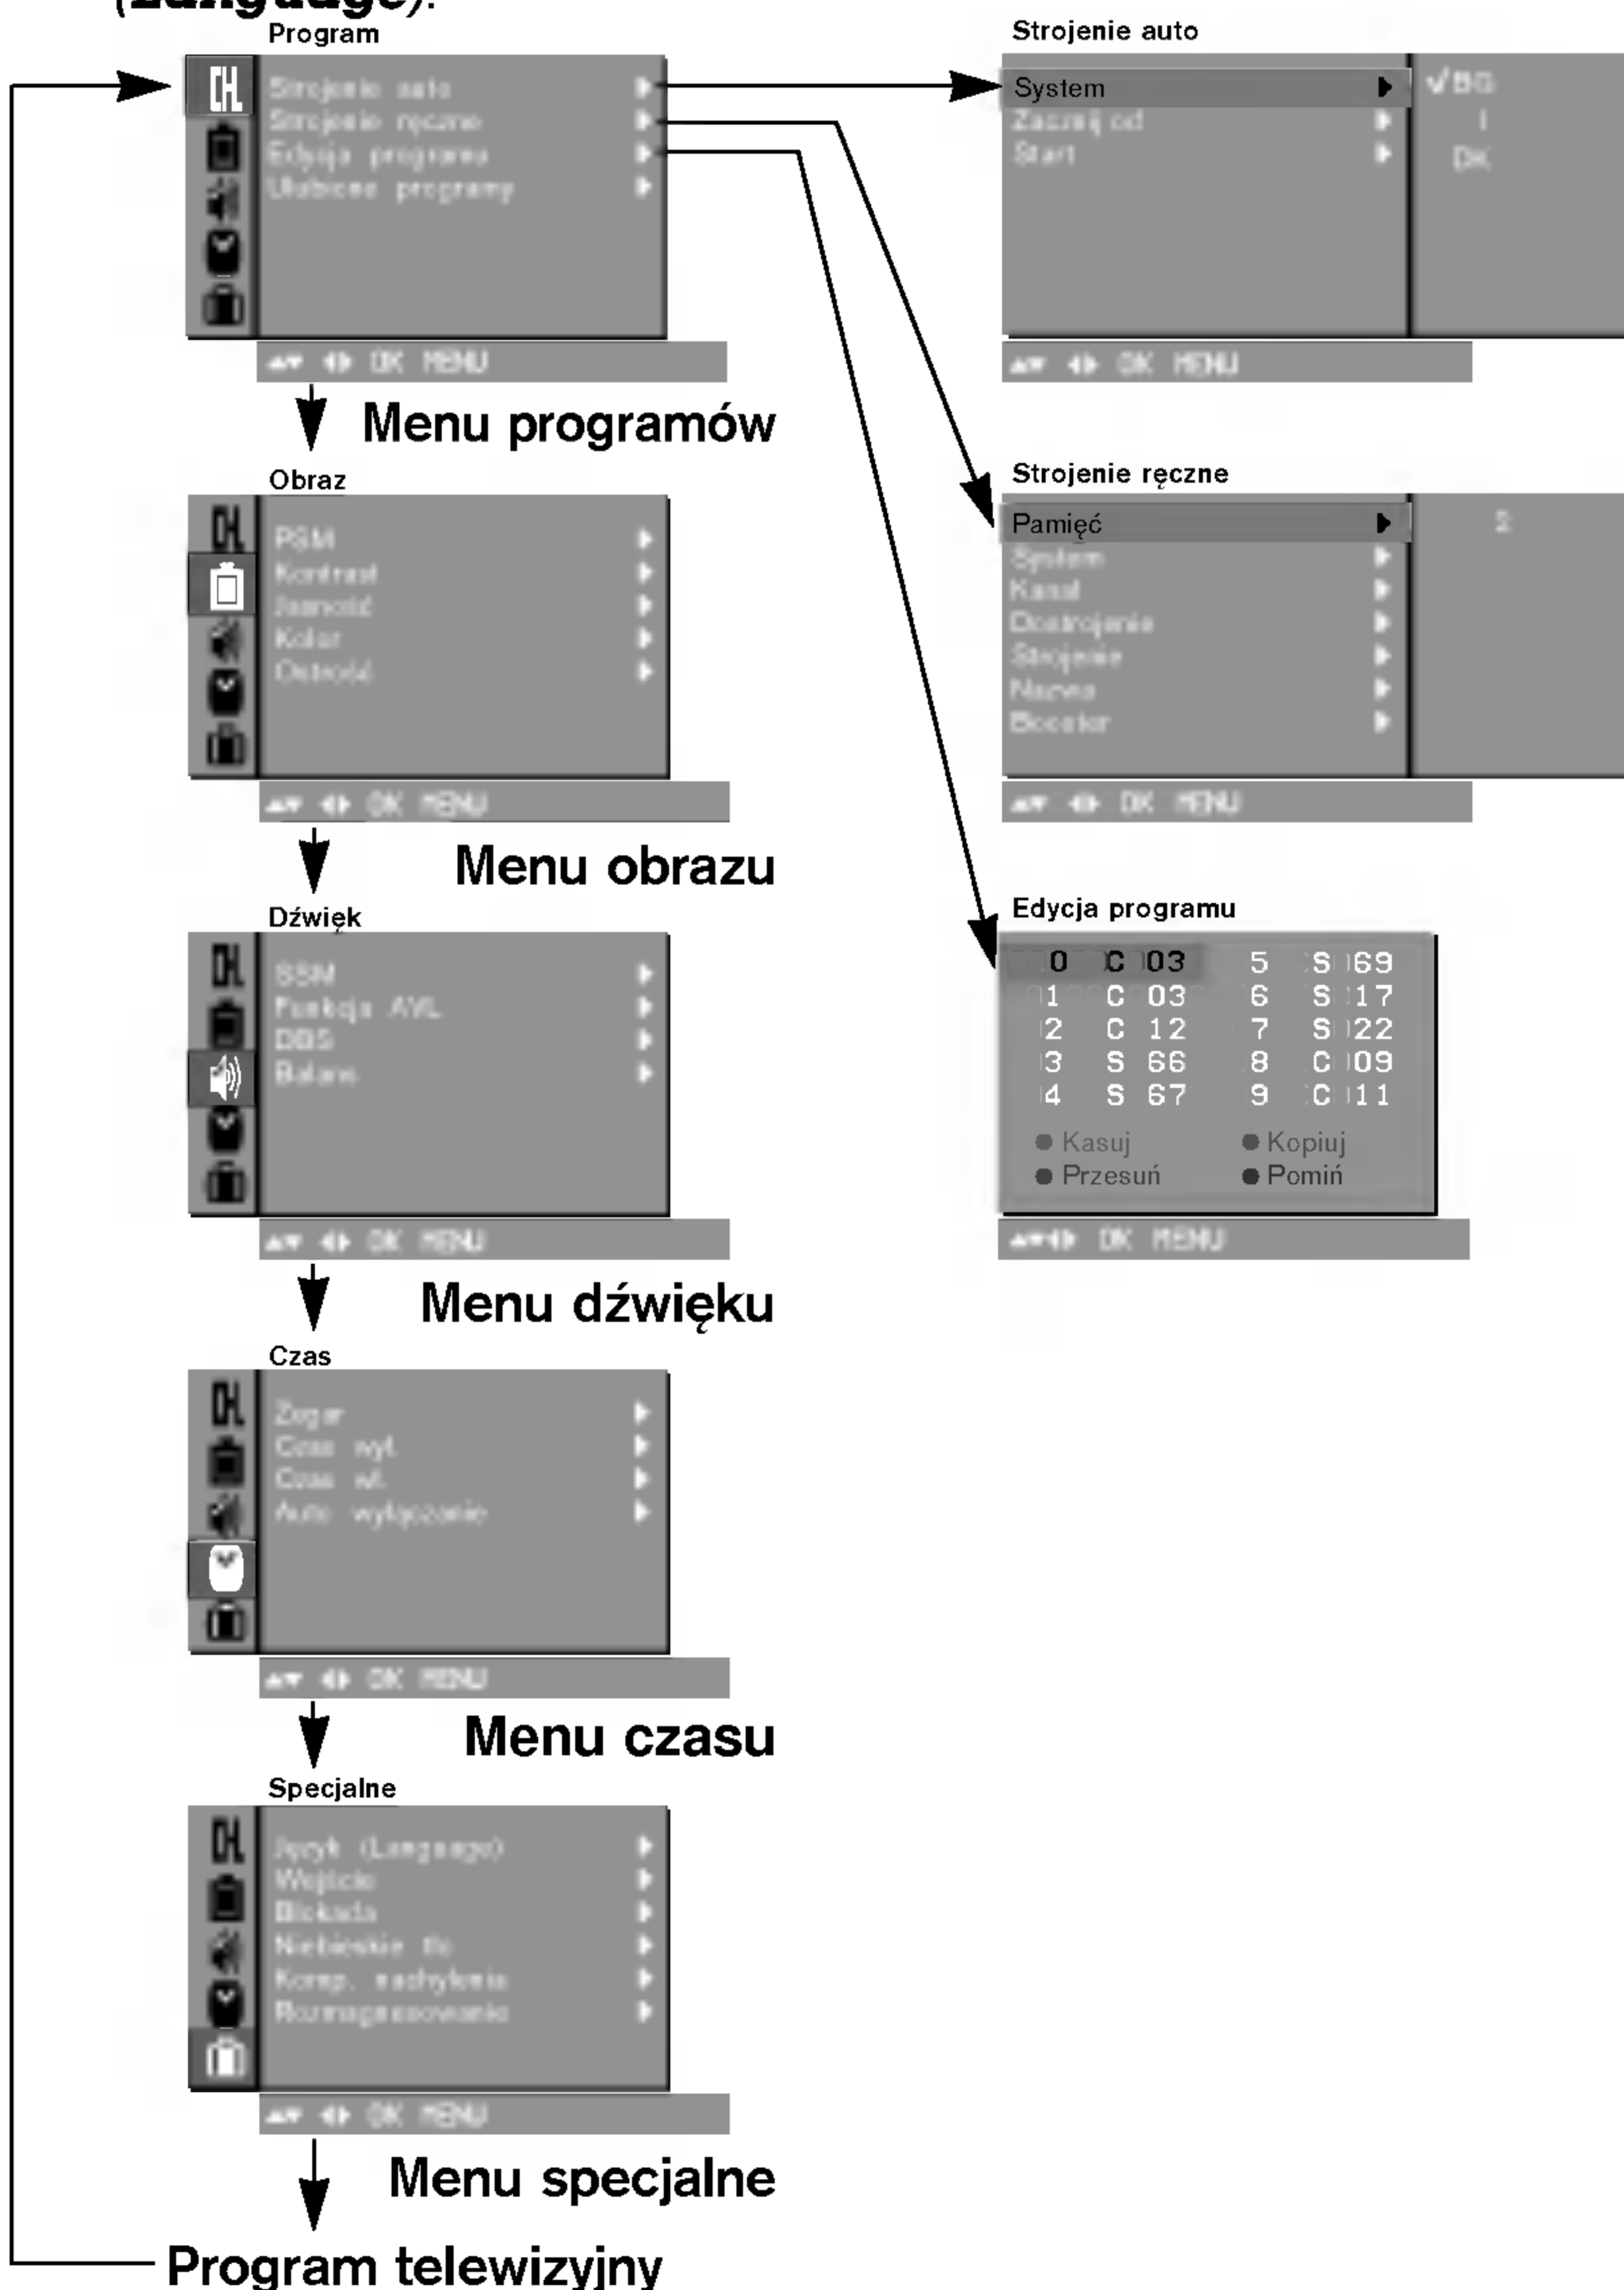 (Language).
Program
Strojenie auto
Strojenie ręczne
Edycja programu
Ulubione programy
OK MENU
Menu programów
Obraz
PSM
Kontrast
Jasność
Kolor
Ostrość
OK MENU
Menu obrazu
Dźwięk
SSM
Funkcja AVL
DBS
Balans
OK MENU
Menu dźwięku
Czas
Zegar
Czas wył.
Czas wł.
Auto wyłączanie
OK MENU
Menu czasu
Specjalne
Język (Language)
Wejście
Blokada
Niebieskie tło
Komp. nachylenia
Rozmagnesowanie
OK MENU
Menu specjalne
Program telewizyjny
Strojenie auto
System √BG
Zacznij od I
Start DK
OK MENU
Strojenie ręczne
Pamięć 2
System
Kanał
Dostrojenie
Strojenie
Nazwa
Booster
OK MENU
Edycja programu
0 C 03 5 S 69
1 C 03 6 S 17
2 C 12 7 S 22
3 S 66 8 C 09
4 S 67 9 C 11
Kasuj Kopiuj
Przesuń Pomiń
OK MENU